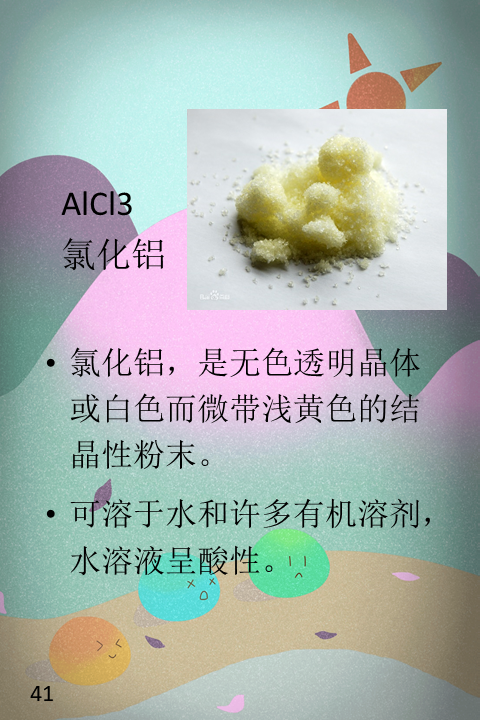 AlCl3
氯化铝
• 氯化铝，是无色透明晶体
或白色而微带浅黄色的结
晶性粉末。
• 可溶于水和许多有机溶剂，
水溶液呈酸性。
41